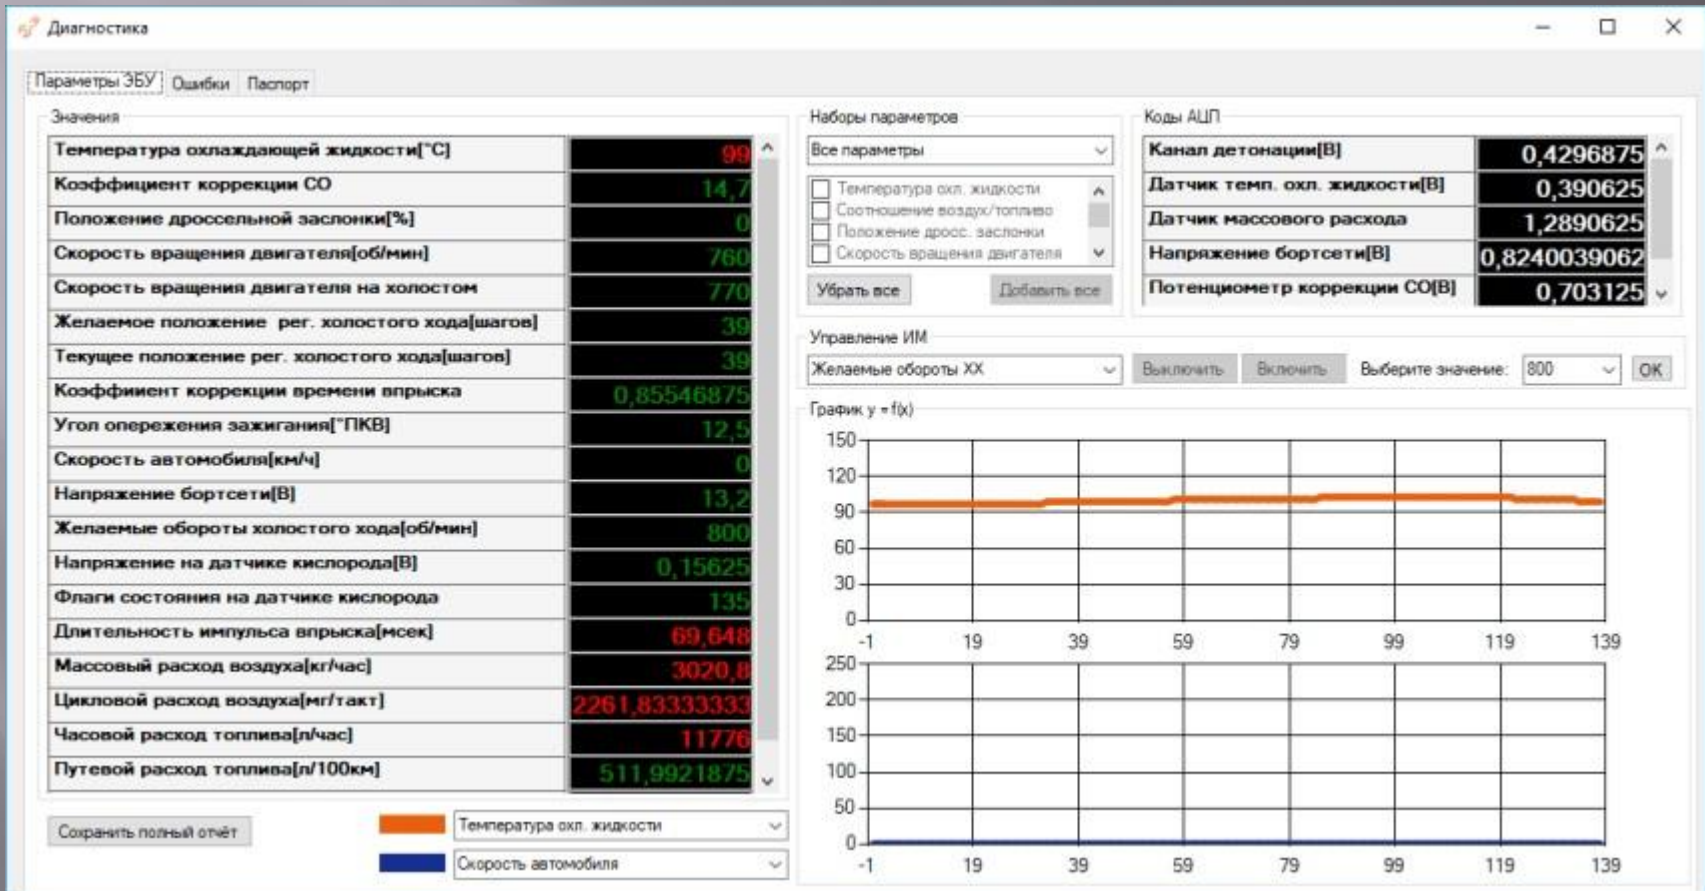 Диагностика
Параметры ЭБУ Ошибки Паспорт
Значения
Температура охлаждающей жидкости[°C] 99
Коэффициент коррекции СО 14,7
Положение дроссельной заслонки[%] 0
Скорость вращения двигателя[об/мин] 760
Скорость вращения двигателя на холостом 770
Желаемое положение рег. холостого хода[шагов] 39
Текущее положение рег. холостого хода[шагов] 39
Коэффииент коррекции времени впрыска 0,85546875
Угол опережения зажигания[°ПКВ] 12,5
Скорость автомобиля[км/ч] 0
Напряжение бортсети[В] 13,2
Желаемые обороты холостого хода[об/мин] 800
Напряжение на датчике кислорода[В] 0,15625
Флаги состояния на датчике кислорода 135
Длительность импульса впрыска[мсек] 69,648
Массовый расход воздуха[кг/час] 3020,8
Цикловой расход воздуха[мг/такт] 2261,83333333
Часовой расход топлива[л/час] 11776
Путевой расход топлива[л/100км] 511,9921875
Сохранить полный отчёт
Температура охл. жидкости
Скорость автомобиля
Наборы параметров
Все параметры
Температура охл. жидкости
Соотношение воздух/топливо
Положение дросс. заслонки
Скорость вращения двигателя
Убрать все Добавить все
Коды АЦП
Канал детонации[В] 0,4296875
Датчик темп. охл. жидкости[В] 0,390625
Датчик массового расхода 1,2890625
Напряжение бортсети[В] 0,8240039062
Потенциометр коррекции СО[В] 0,703125
Управление ИМ
Желаемые обороты ХХ Выключить Включить Выберите значение: 800 OK
График y = f(x)
150
120
90
60
30
0
-1 19 39 59 79 99 119 139
250
200
150
100
50
0
-1 19 39 59 79 99 119 139